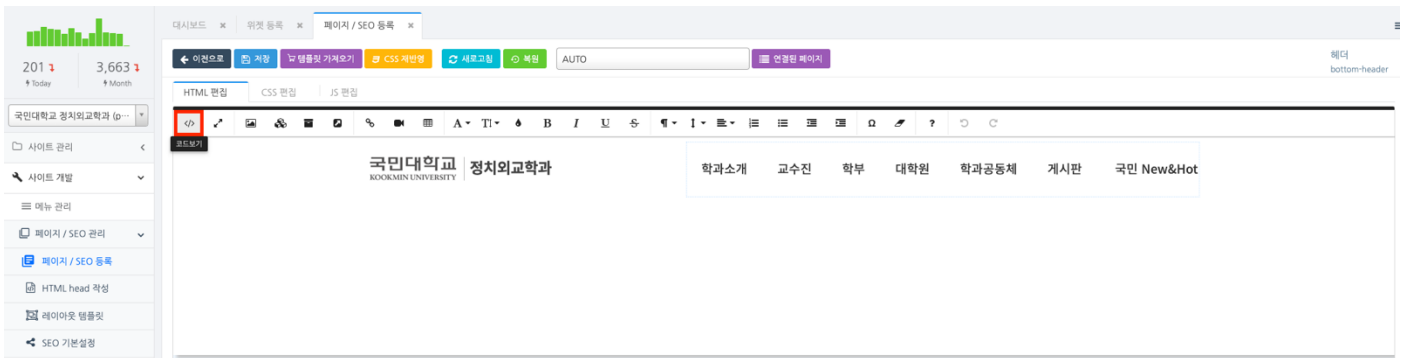 대시보드 ×
위젯 등록 ×
페이지 / SEO 등록 ×
201 3,663
Today Month
이전으로 저장 템플릿 가져오기 CSS 재반영 새로고침 복원 AUTO 연결된 페이지
헤더
bottom-header
HTML 편집 CSS 편집 JS 편집
국민대학교 정치외교학과 (p…
</> A TI B I U S ¶ I Ω ?
코드보기
사이트 관리
사이트 개발
메뉴 관리
페이지 / SEO 관리
페이지 / SEO 등록
HTML head 작성
레이아웃 템플릿
SEO 기본설정
국민대학교 정치외교학과
KOOKMIN UNIVERSITY
학과소개 교수진 학부 대학원 학과공동체 게시판 국민 New&Hot